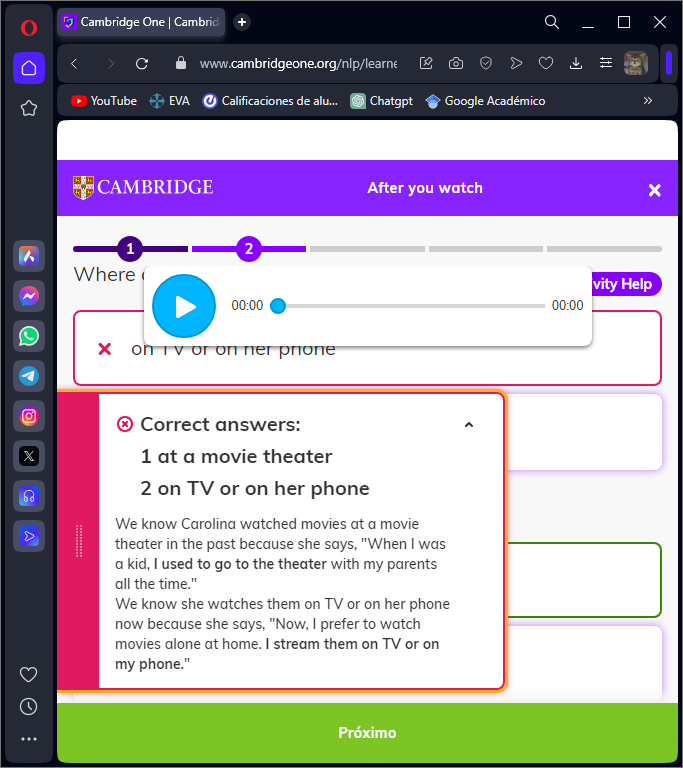 Cambridge One | Cambrid
www.cambridgeone.org/nlp/learne
YouTube
EVA
Calificaciones de alu...
Chatgpt
Google Académico
CAMBRIDGE
After you watch
1
2
Where
vity Help
00:00
00:00
on TV or on her phone
Correct answers:
1 at a movie theater
2 on TV or on her phone
We know Carolina watched movies at a movie
theater in the past because she says, "When I was
a kid, I used to go to the theater with my parents
all the time."
We know she watches them on TV or on her phone
now because she says, "Now, I prefer to watch
movies alone at home. I stream them on TV or on
my phone."
Próximo